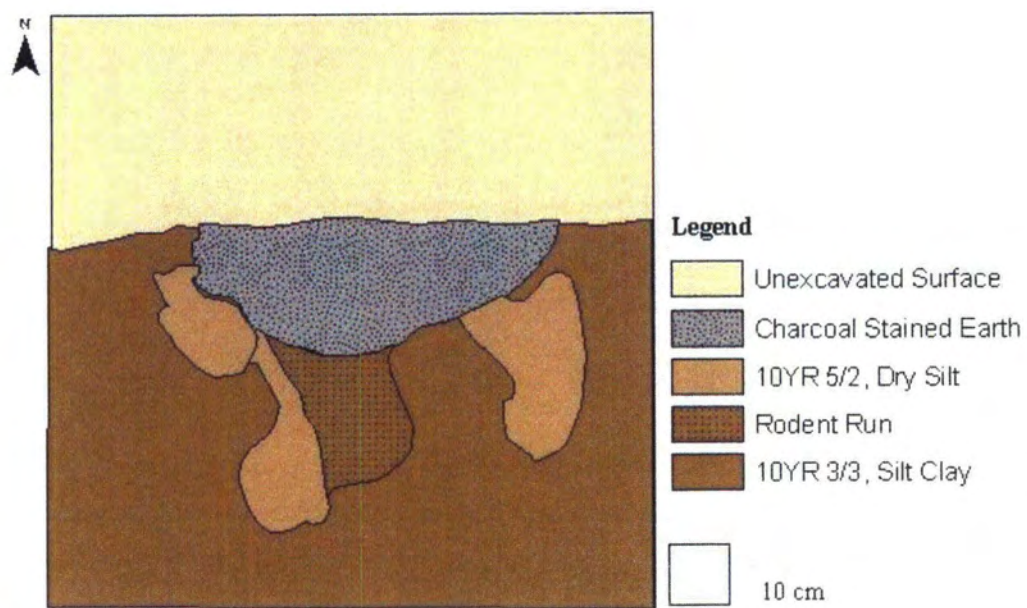 N
Legend
Unexcavated Surface
Charcoal Stained Earth
10YR 5/2, Dry Silt
Rodent Run
10YR 3/3, Silt Clay
10 cm